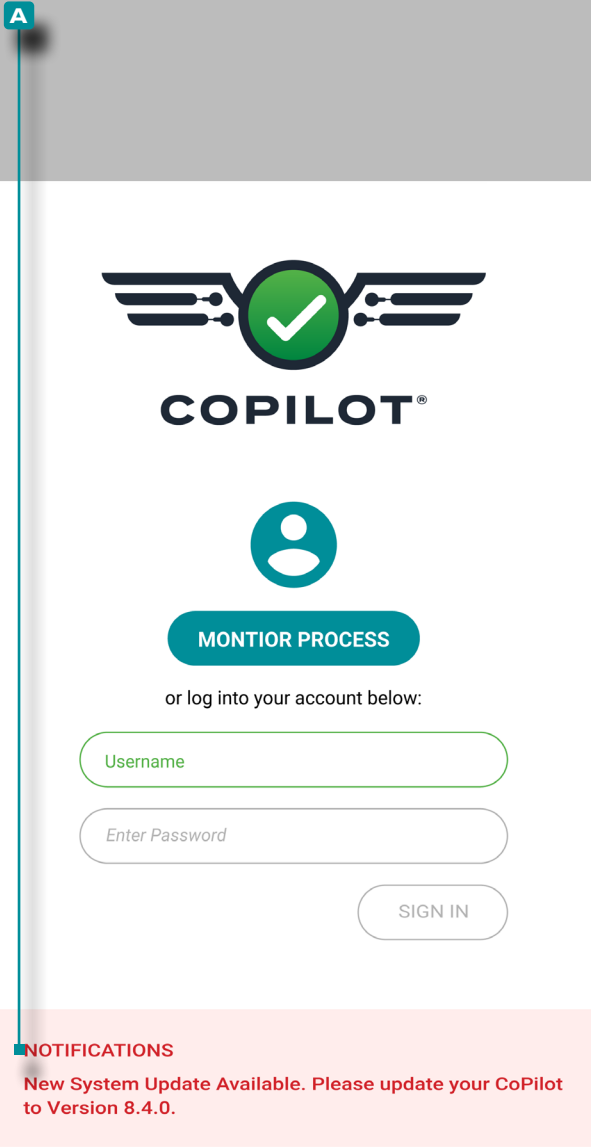 A
COPILOT®
MONTIOR PROCESS
or log into your account below:
Username
Enter Password
SIGN IN
NOTIFICATIONS
New System Update Available. Please update your CoPilot
to Version 8.4.0.